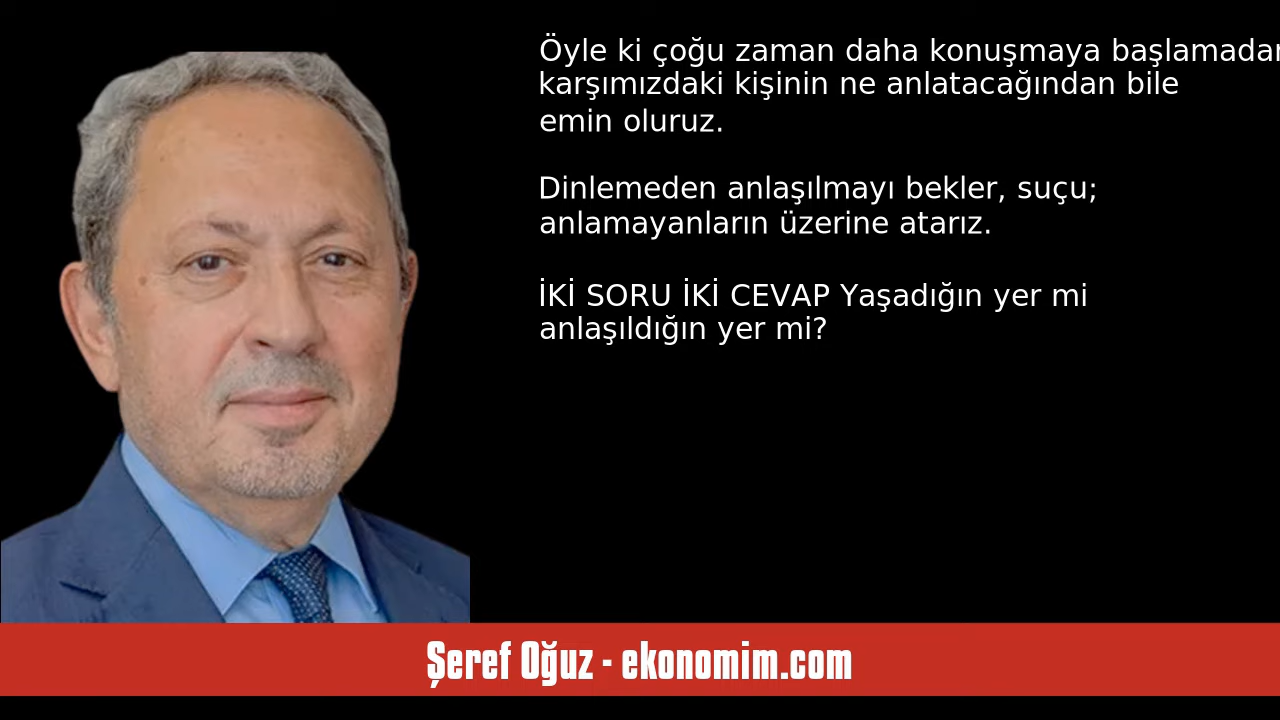 Öyle ki çoğu zaman daha konuşmaya
karşımızdaki kişinin ne anlatacağından bile
emin oluruz.
Dinlemeden anlaşılmayı bekler, suçu;
anlamayanların üzerine atarız.
İKİ SORU İKİ CEVAP Yaşadığın yer mi
anlaşıldığın yer mi?
Şeref Oğuz - ekonomim.com